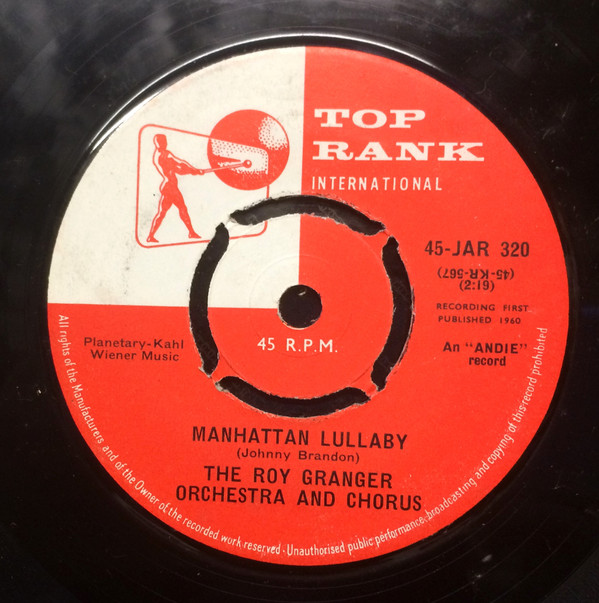 TOP
RANK
INTERNATIONAL
45-JAR 320
(45-KR-567)
(2:19)
RECORDING FIRST
PUBLISHED 1960
An "ANDIE"
record
Planetary-Kahl
Wiener Music
45 R.P.M.
MANHATTAN LULLABY
(Johnny Brandon)
THE ROY GRANGER
ORCHESTRA AND CHORUS
All rights of the Manufacturers and of the Owner of the recorded work reserved · Unauthorised public performance, broadcasting and copying of this record prohibited